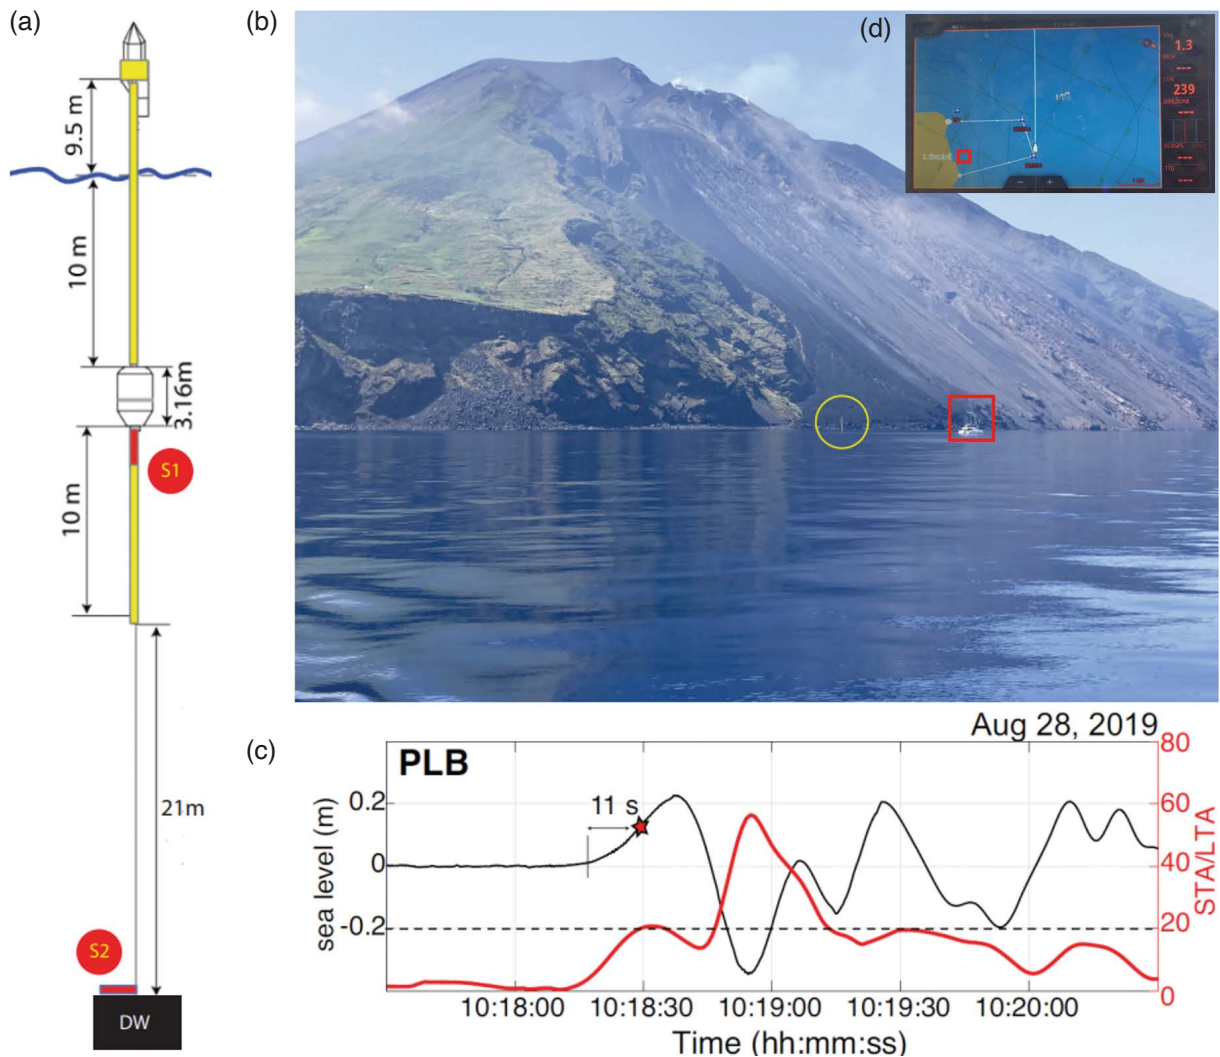 (a)
9.5 m
10 m
3.16m
S1
10 m
21m
S2
DW
(b)
(d)
1.3
---
239
---
---
---
(c)
Aug 28, 2019
PLB
11 s
sea level (m)
0.2
0
-0.2
80
60
40
20
0
STA/LTA
10:18:00 10:18:30 10:19:00 10:19:30 10:20:00
Time (hh:mm:ss)